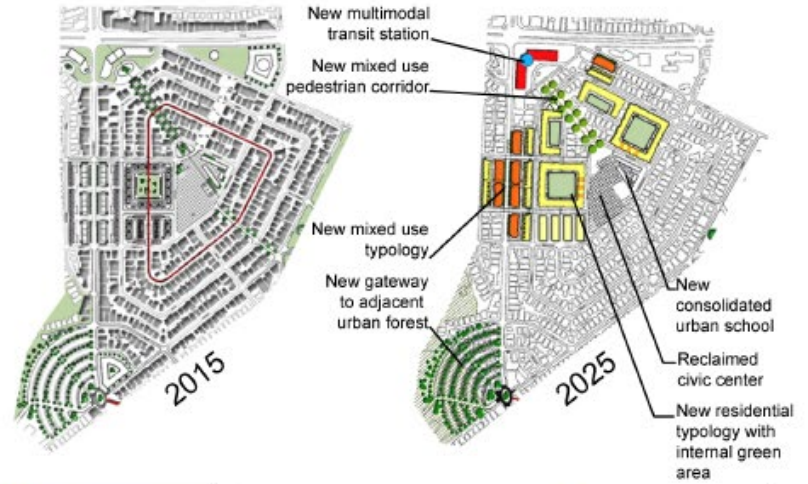 New multimodal
transit station
New mixed use
pedestrian corridor
New mixed use
typology
New gateway
to adjacent
urban forest
2015
2025
New
consolidated
urban school
Reclaimed
civic center
New residential
typology with
internal green
area